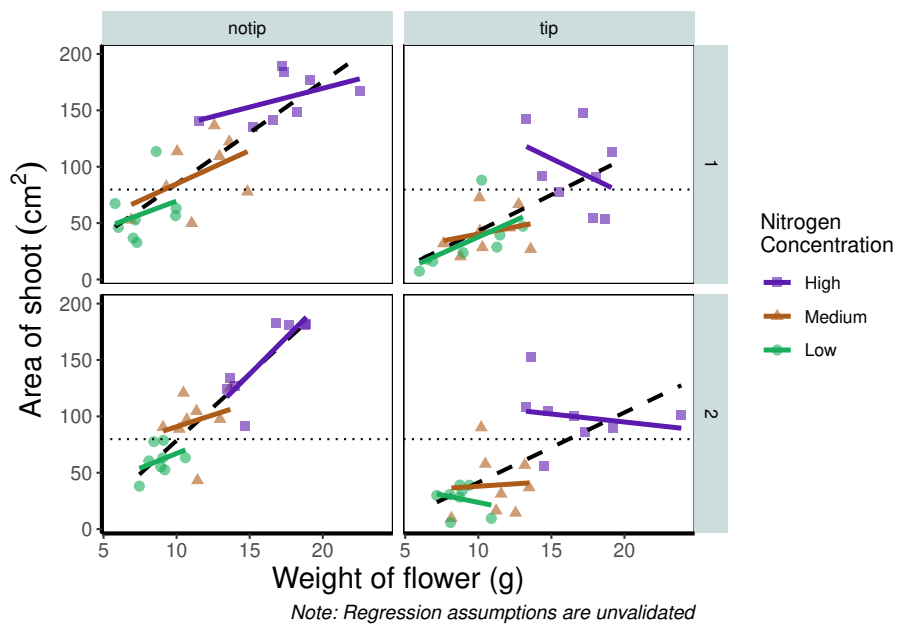 notip
tip
200
150
100
50
0
1
200
150
100
50
0
2
5
10
15
20
5
10
15
20
Area of shoot (cm²)
Weight of flower (g)
Note: Regression assumptions are unvalidated
Nitrogen
Concentration
High
Medium
Low